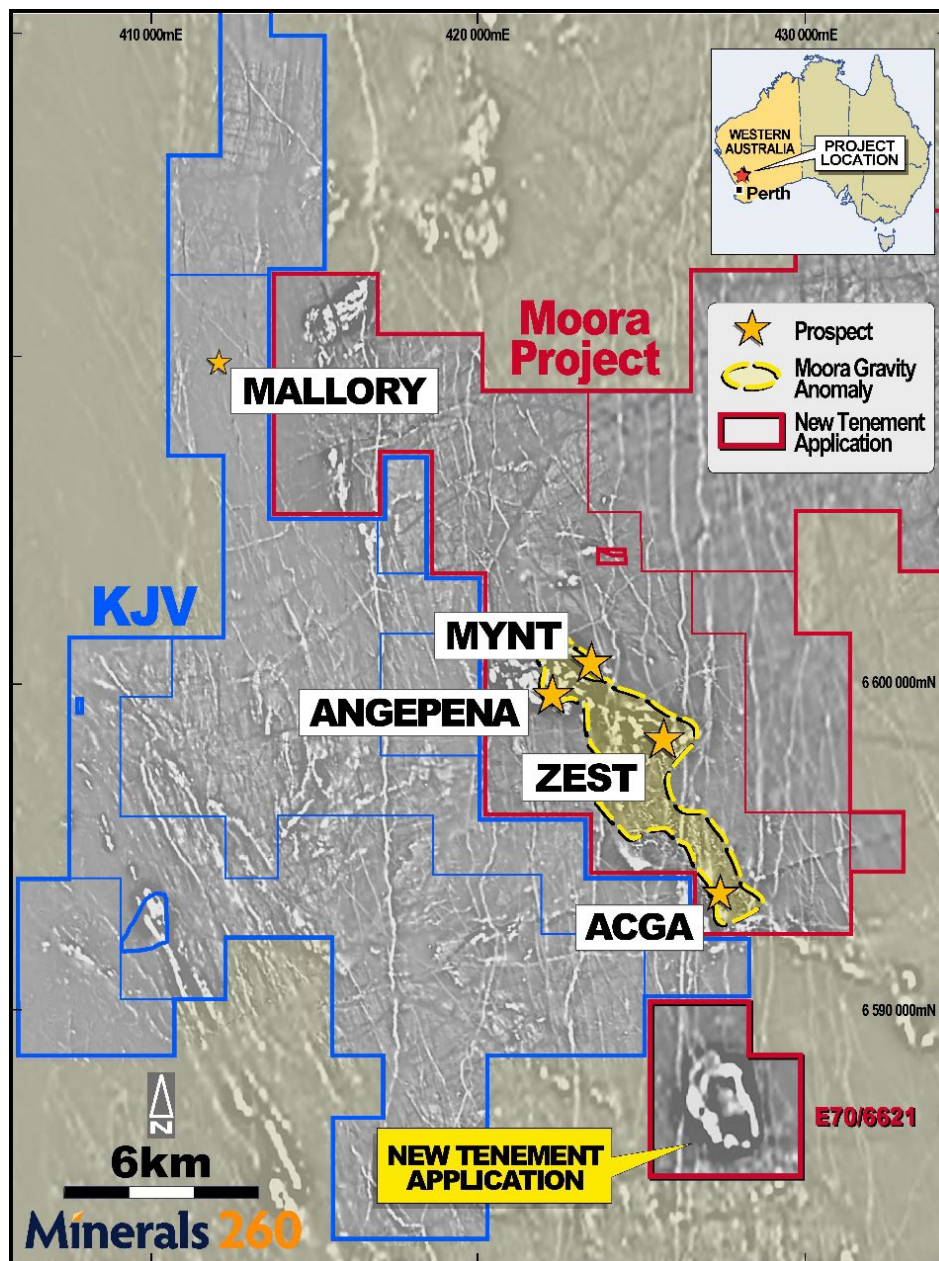 410 000mE
420 000mE
430 000mE
WESTERN
AUSTRALIA
PROJECT
LOCATION
Perth
Moora
Project
Prospect
Moora Gravity
Anomaly
New Tenement
Application
MALLORY
KJV
MYNT
ANGEPENA
6 600 000mN
ZEST
ACGA
6 590 000mN
E70/6621
NEW TENEMENT
APPLICATION
N
6km
Minerals 260